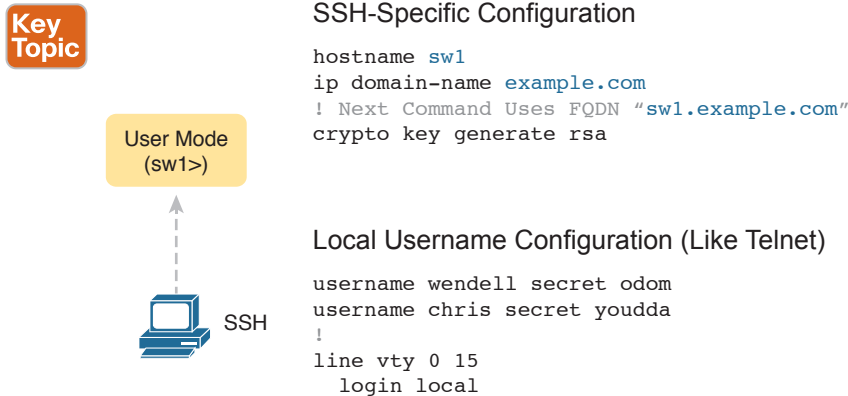 Key
Topic
SSH-Specific Configuration
hostname sw1
ip domain-name example.com
! Next Command Uses FQDN “sw1.example.com”
crypto key generate rsa
User Mode
(sw1>)
SSH
Local Username Configuration (Like Telnet)
username wendell secret odom
username chris secret youdda
!
line vty 0 15
  login local